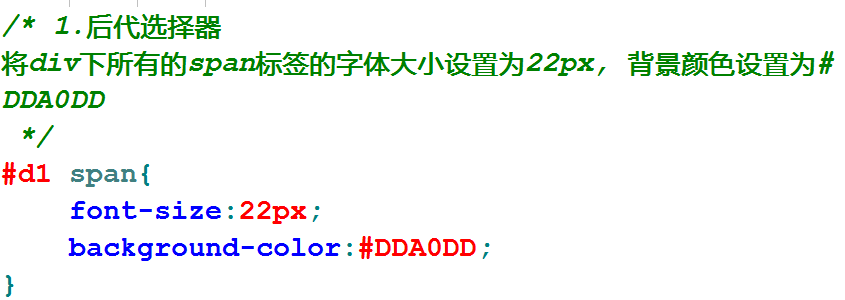 /* 1.后代选择器
将div下所有的span标签的字体大小设置为22px, 背景颜色设置为#
DDA0DD
 */
#d1 span{
    font-size:22px;
    background-color:#DDA0DD;
}